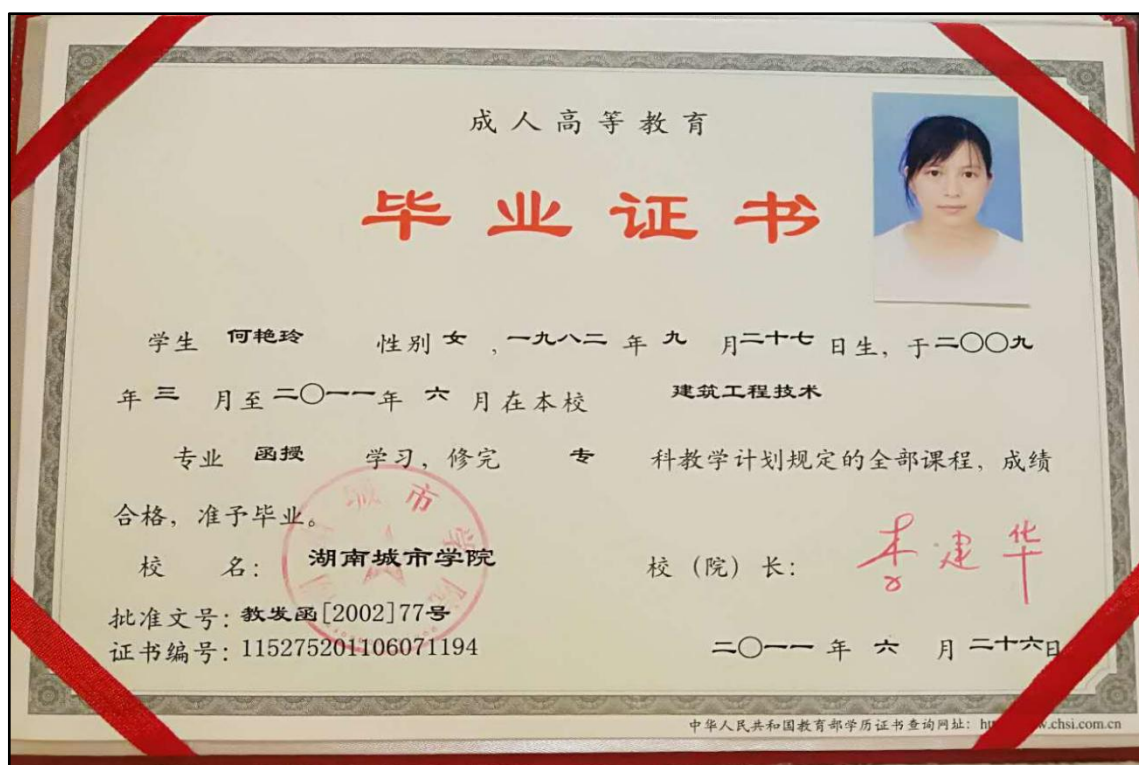 成人高等教育
毕业证书
学生 何艳玲 性别 女 ，一九八二 年 九 月二十七 日生，于二〇〇九
年 三 月至二〇一一年 六 月在本校 建筑工程技术
专业 函授 学习，修完 专 科教学计划规定的全部课程，成绩
合格，准予毕业。
城市学院
校 名： 湖南城市学院 校（院）长： 李建华
批准文号：教发函[2002]77号
证书编号：115275201106071194 二〇一一 年 六 月 二十六日
中华人民共和国教育部学历证书查询网址： .chsi.com.cn